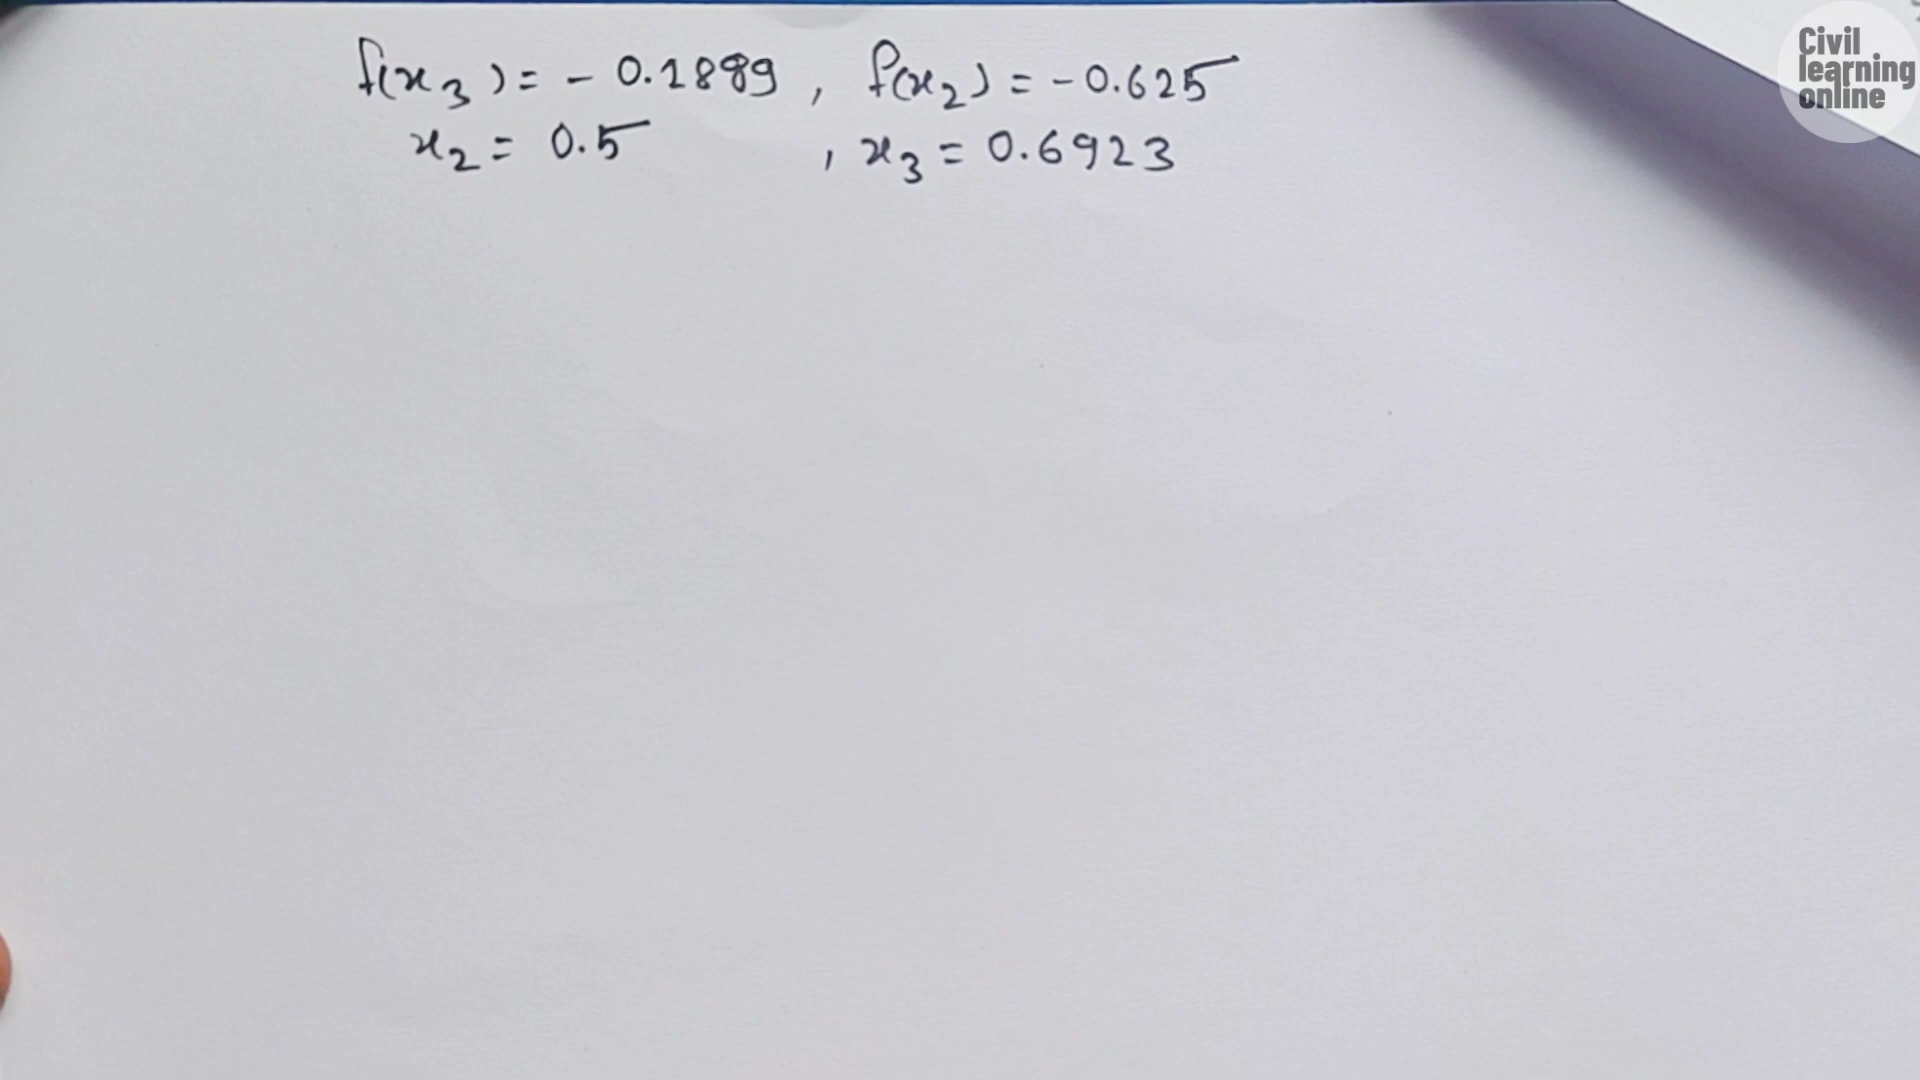 f(x₃) = - 0.1889 , f(x₂) = -0.625
x₂ = 0.5 , x₃ = 0.6923
Civil
learning
online